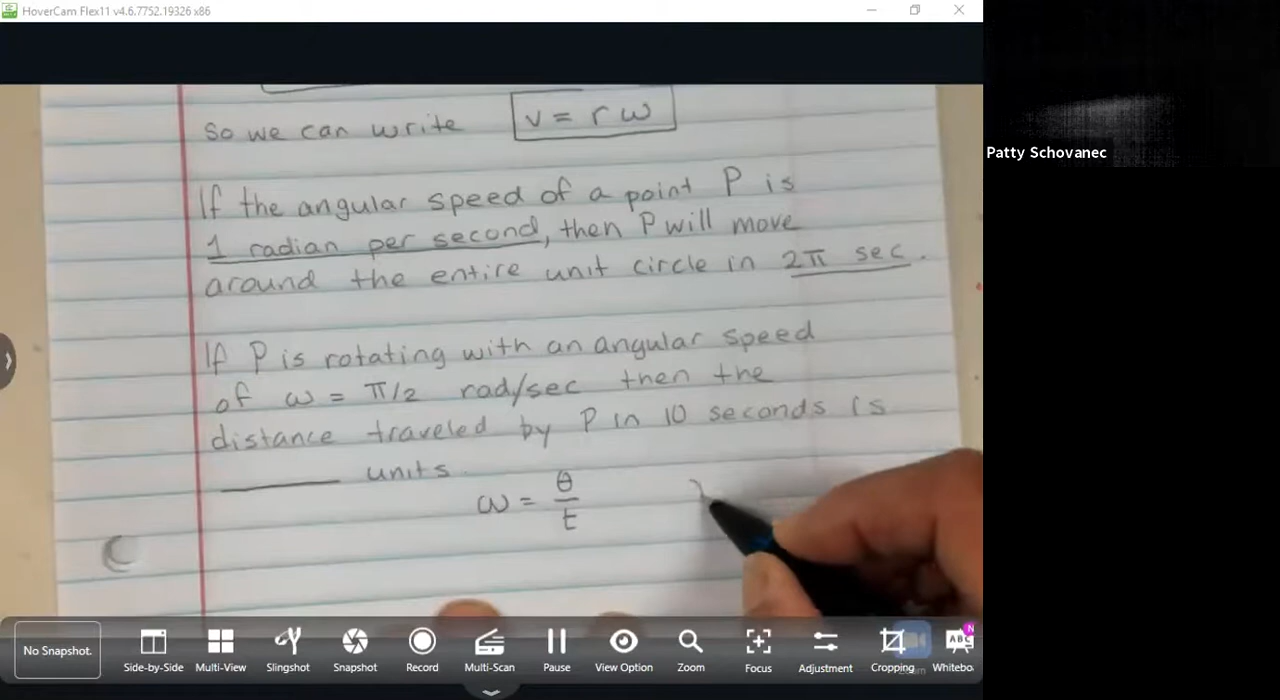 HoverCam Flex11 v4.6.7752.19326 x86
so we can write v = r ω
If the angular speed of a point P is
1 radian per second, then P will move
around the entire unit circle in 2π sec.
If P is rotating with an angular speed
of ω = π/2 rad/sec then the
distance traveled by P in 10 seconds is
______ units.
ω = θ/t
Patty Schovanec
No Snapshot.
Side-by-Side Multi-View Slingshot Snapshot Record Multi-Scan Pause View Option Zoom Focus Adjustment Cropping Whitebo
ABC
N